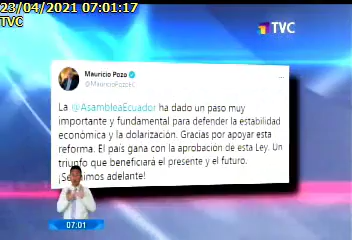 23/04/2021 07:01:17
TVC
TVC
Mauricio Pozo
@MauricioPozoEC
La @AsambleaEcuador ha dado un paso muy
importante y fundamental para defender la estabilidad
económica y la dolarización. Gracias por apoyar esta
reforma. El país gana con la aprobación de esta Ley. Un
triunfo que beneficiará el presente y el futuro.
adelante!
07:01